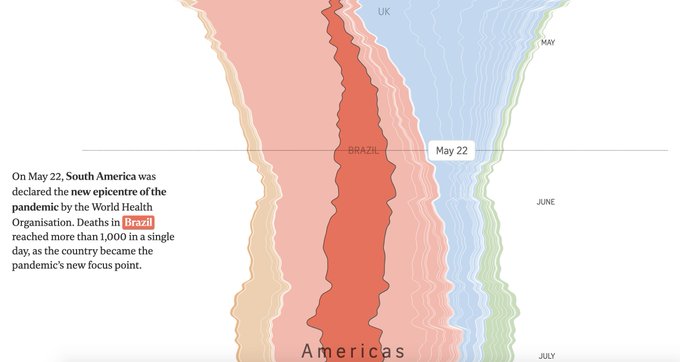 UK
MAY
BRAZIL
May 22
On May 22, South America was
declared the new epicentre of the
pandemic by the World Health
Organisation. Deaths in Brazil
reached more than 1,000 in a single
day, as the country became the
pandemic's new focus point.
JUNE
Americas
JULY